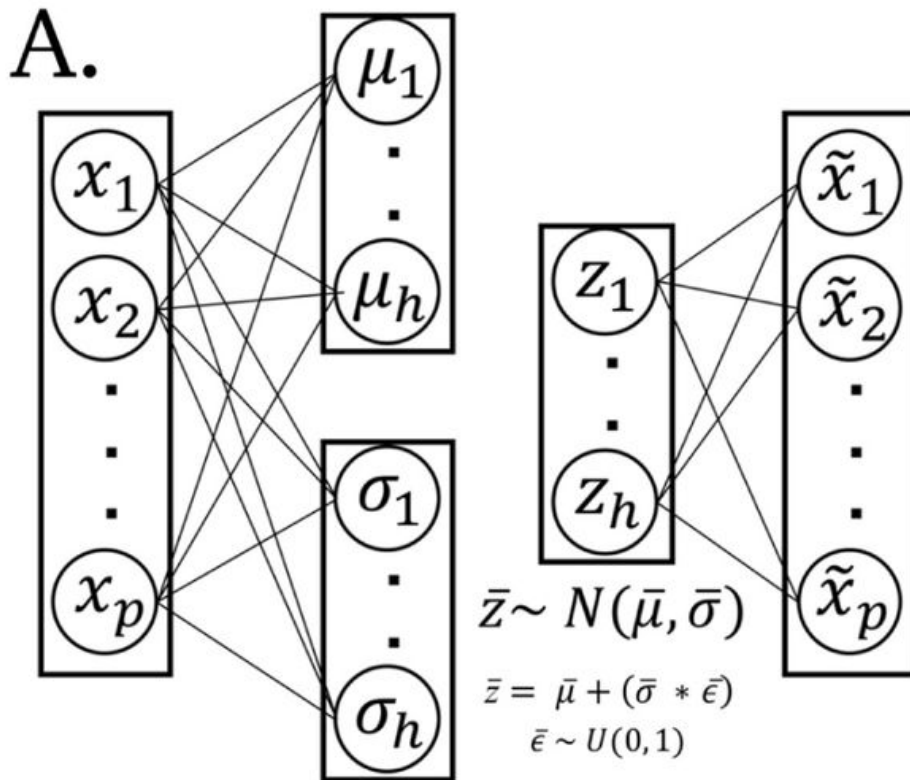 A.
x₁
x₂
.
.
.
xₚ
μ₁
.
.
μₕ
σ₁
.
.
σₕ
z₁
.
.
zₕ
z̄~ N(μ̄, σ̄)
z̄ = μ̄ + (σ̄ * ϵ̄)
ϵ̄ ~ U(0,1)
x̃₁
x̃₂
.
.
.
x̃ₚ